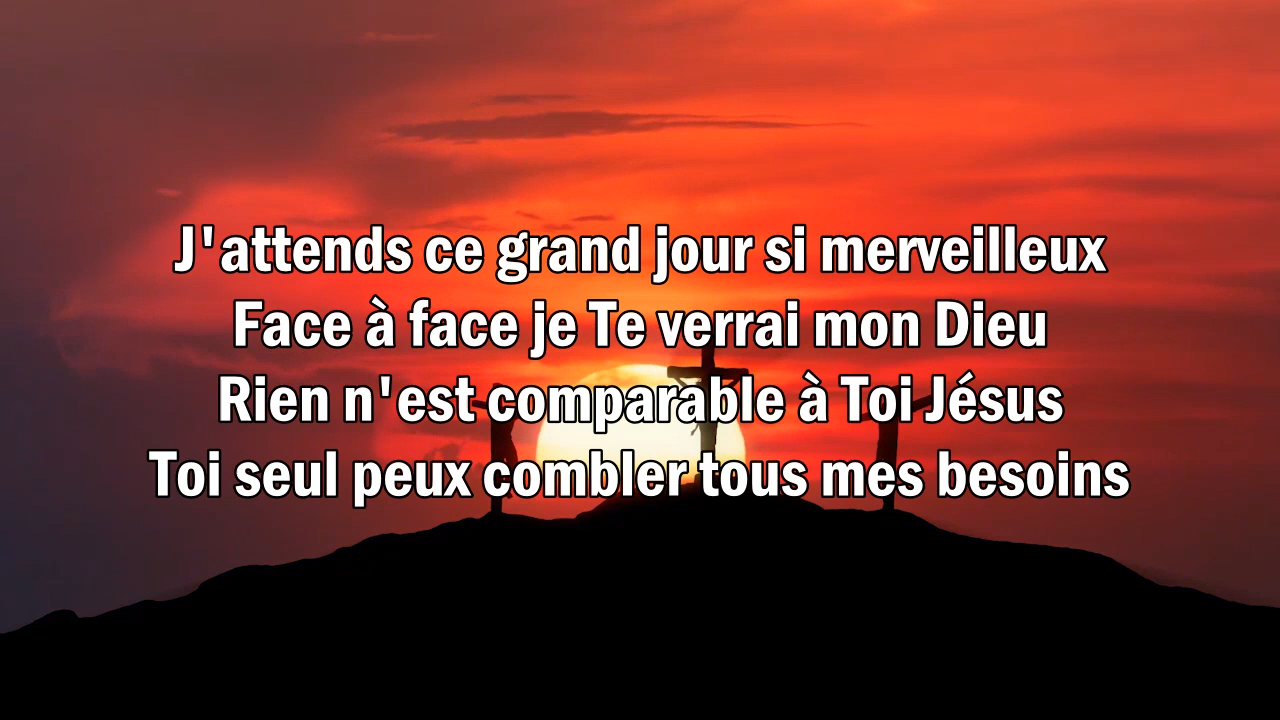 J'attends ce grand jour si merveilleux
Face à face je Te verrai mon Dieu
Rien n'est comparable à Toi Jésus
Toi seul peux combler tous mes besoins